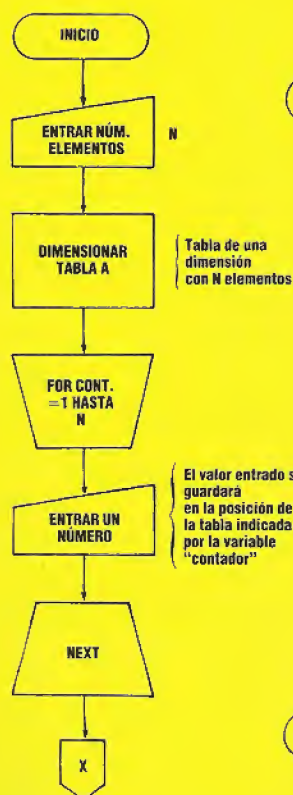 INICIO
ENTRAR NÚM.
ELEMENTOS
N
DIMENSIONAR
TABLA A
Tabla de una
dimensión
con N elementos
FOR CONT.
=1 HASTA
N
El valor entrado s
guardará
en la posición de
la tabla indicada
por la variable
"contador"
ENTRAR UN
NÚMERO
NEXT
X